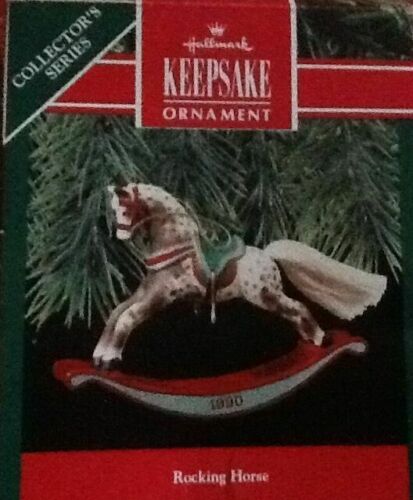 COLLECTOR'S
SERIES
Hallmark
KEEPSAKE
ORNAMENT
1990
Rocking Horse